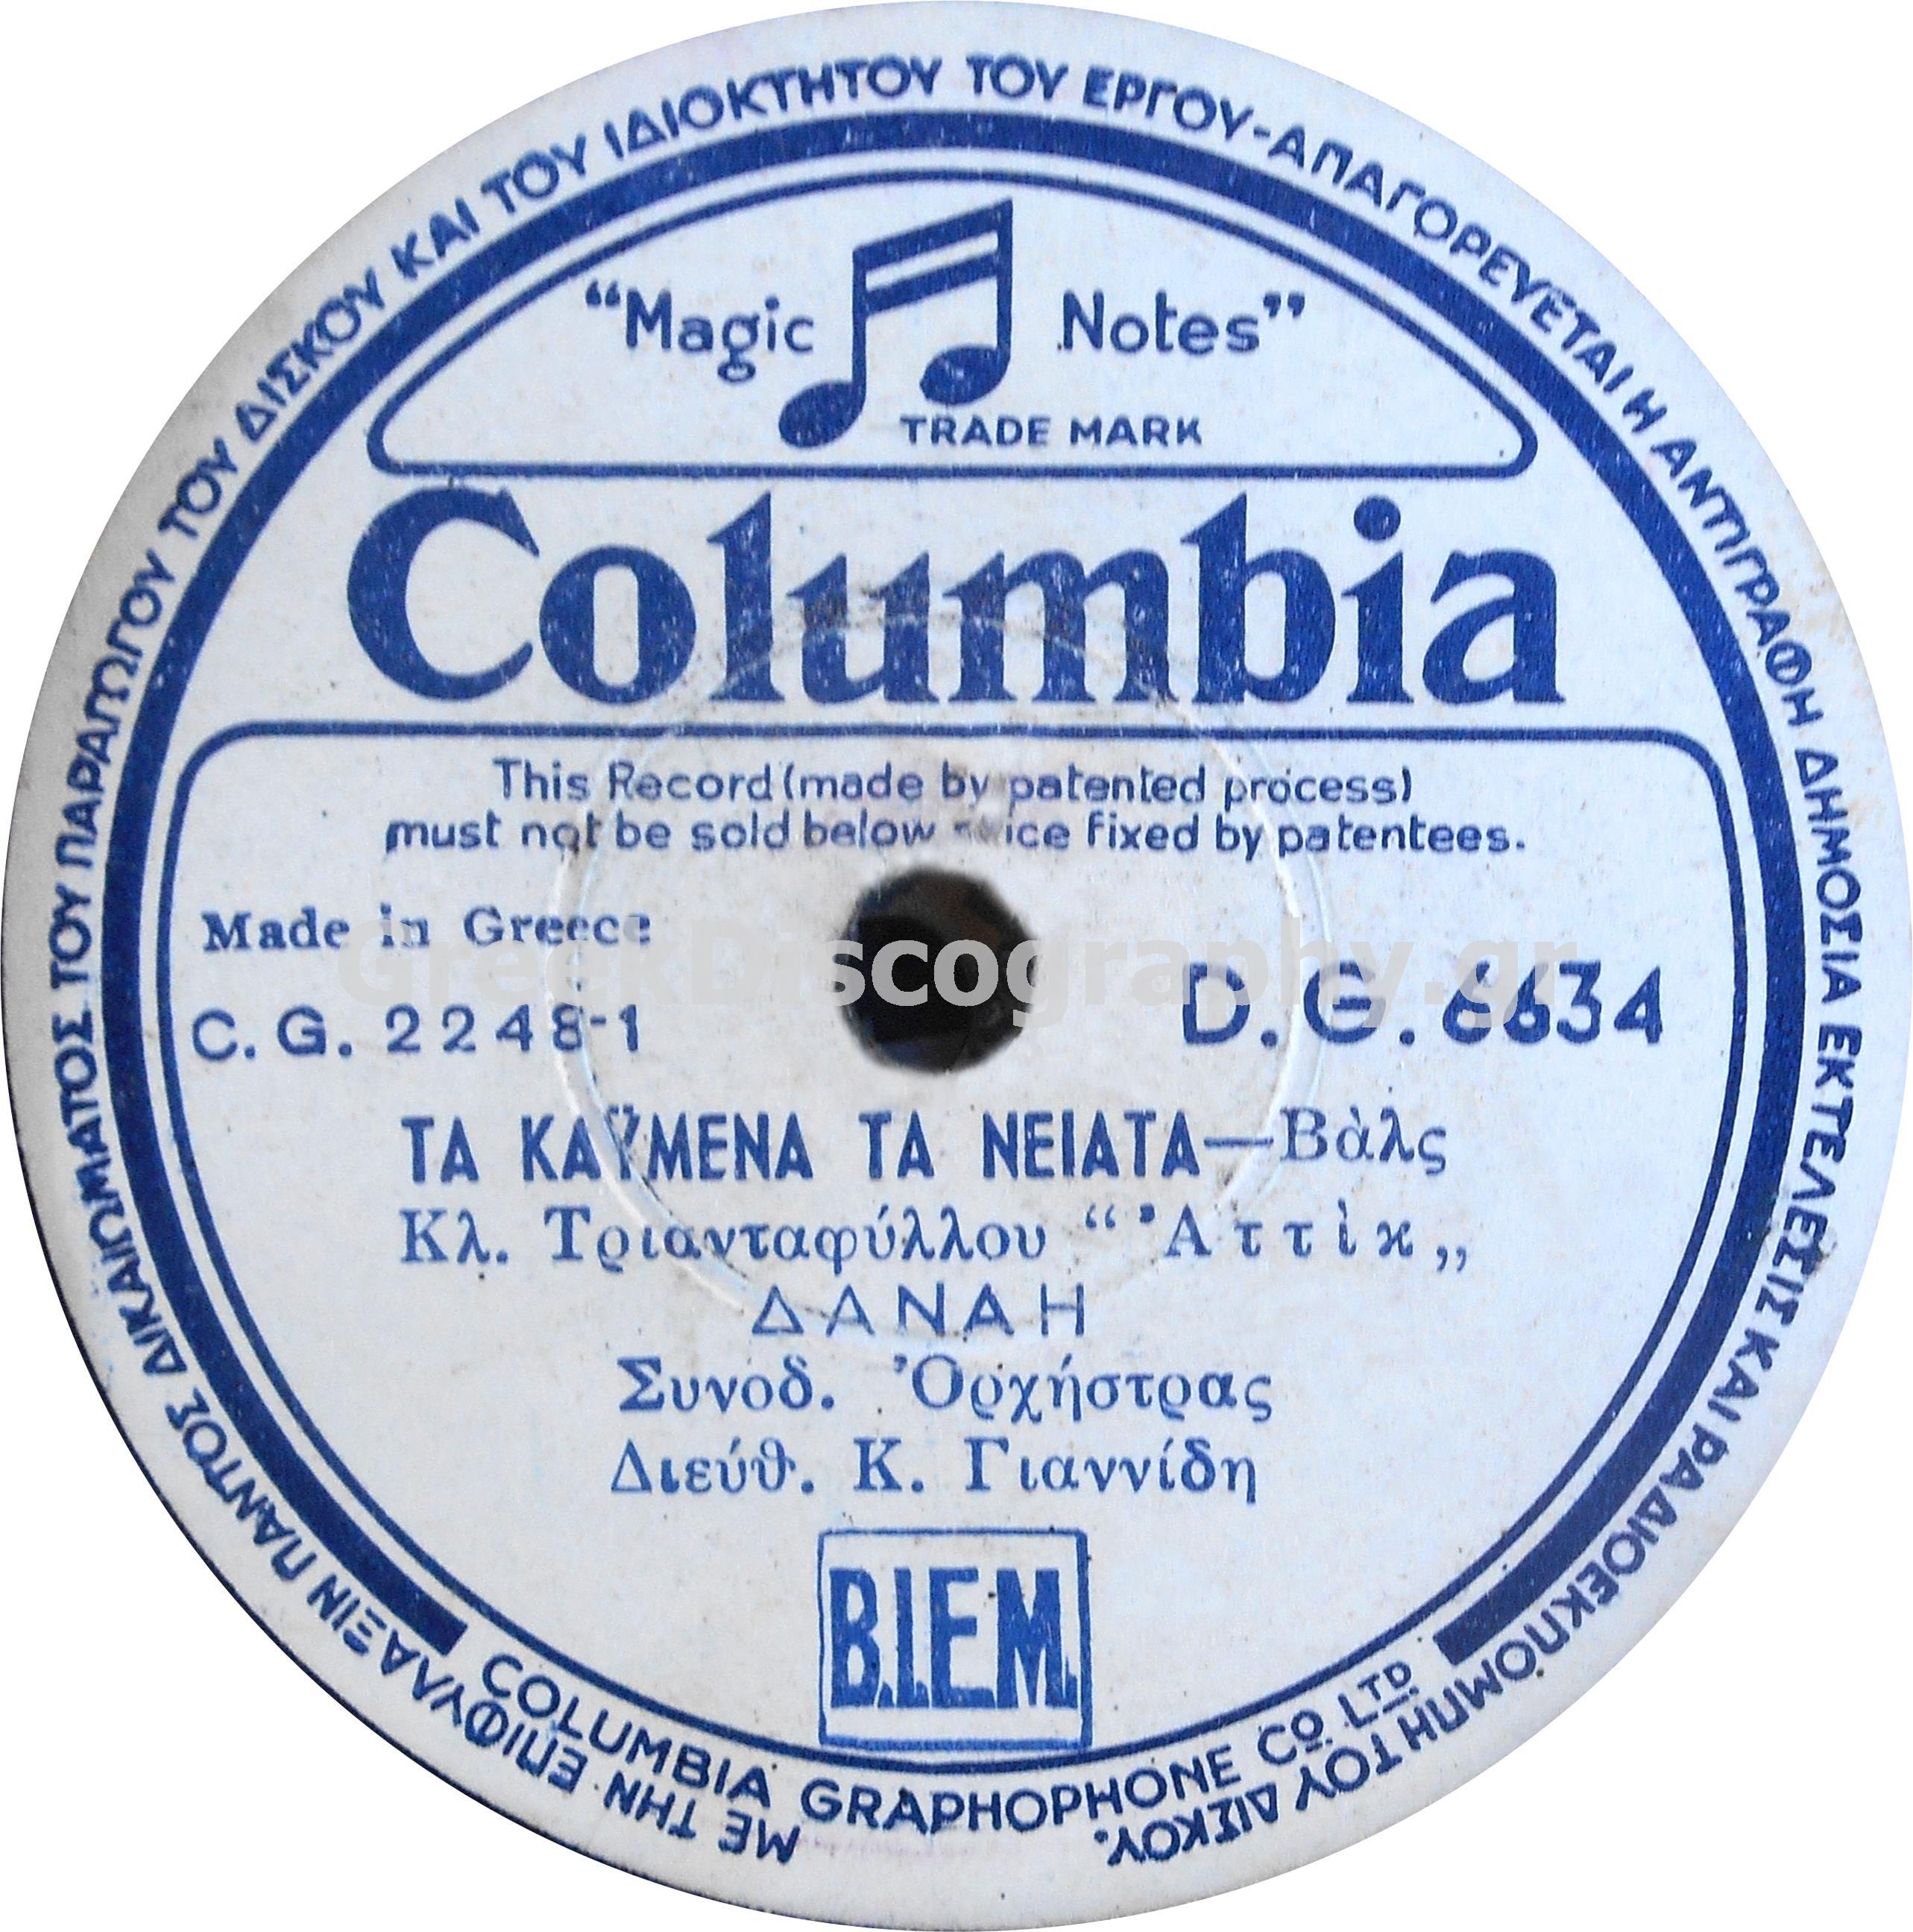 ΜΕ ΤΗΝ ΕΠΙΦΥΛΑΞΙΝ ΠΑΝΤΟΣ ΔΙΚΑΙΩΜΑΤΟΣ ΤΟΥ ΠΑΡΑΓΩΓΟΥ ΤΟΥ ΔΙΣΚΟΥ ΚΑΙ ΤΟΥ ΙΔΙΟΚΤΗΤΟΥ ΤΟΥ ΕΡΓΟΥ-ΑΠΑΓΟΡΕΥΕΤΑΙ Η ΑΝΤΙΓΡΑΦΗ ΔΗΜΟΣΙΑ ΕΚΤΕΛΕΣΙΣ ΚΑΙ ΡΑΔΙΟΕΚΠΟΜΠΗ ΤΟΥ ΔΙΣΚΟΥ.
“Magic Notes”
TRADE MARK
Columbia
This Record (made by patented process)
must not be sold below fixed by patentees.
Made in Greece
GreekDiscography.gr
C. G. 2248-1
D. G. 6634
ΤΑ ΚΑΫΜΕΝΑ ΤΑ ΝΕΙΑΤΑ—Βὰλς
Κλ. Τριανταφύλλου “ Ἀττὶκ „
ΔΑΝΑΗ
Συνοδ. Ὀρχήστρας
Διεύθ. Κ. Γιαννίδη
B.I.E.M.
COLUMBIA GRAPHOPHONE CO. LTD.